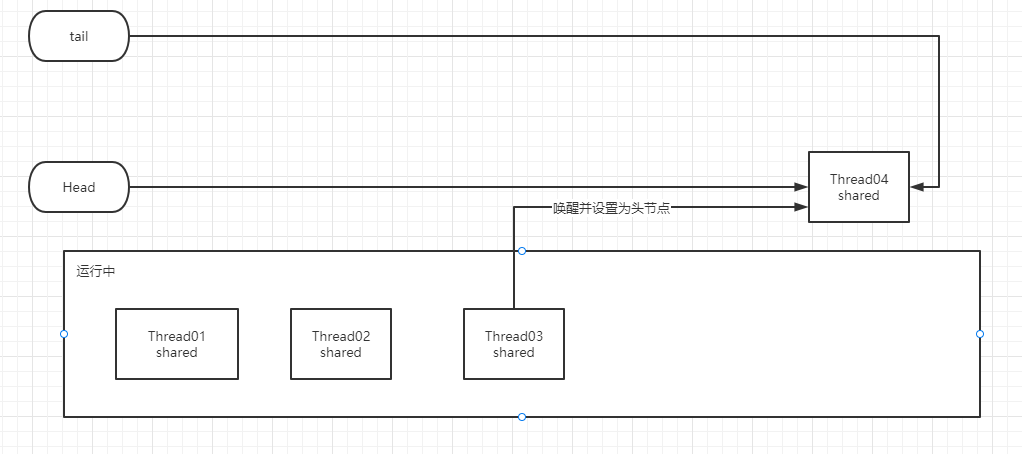 tail
Head
Thread04
shared
唤醒并设置为头节点
运行中
Thread01
shared
Thread02
shared
Thread03
shared